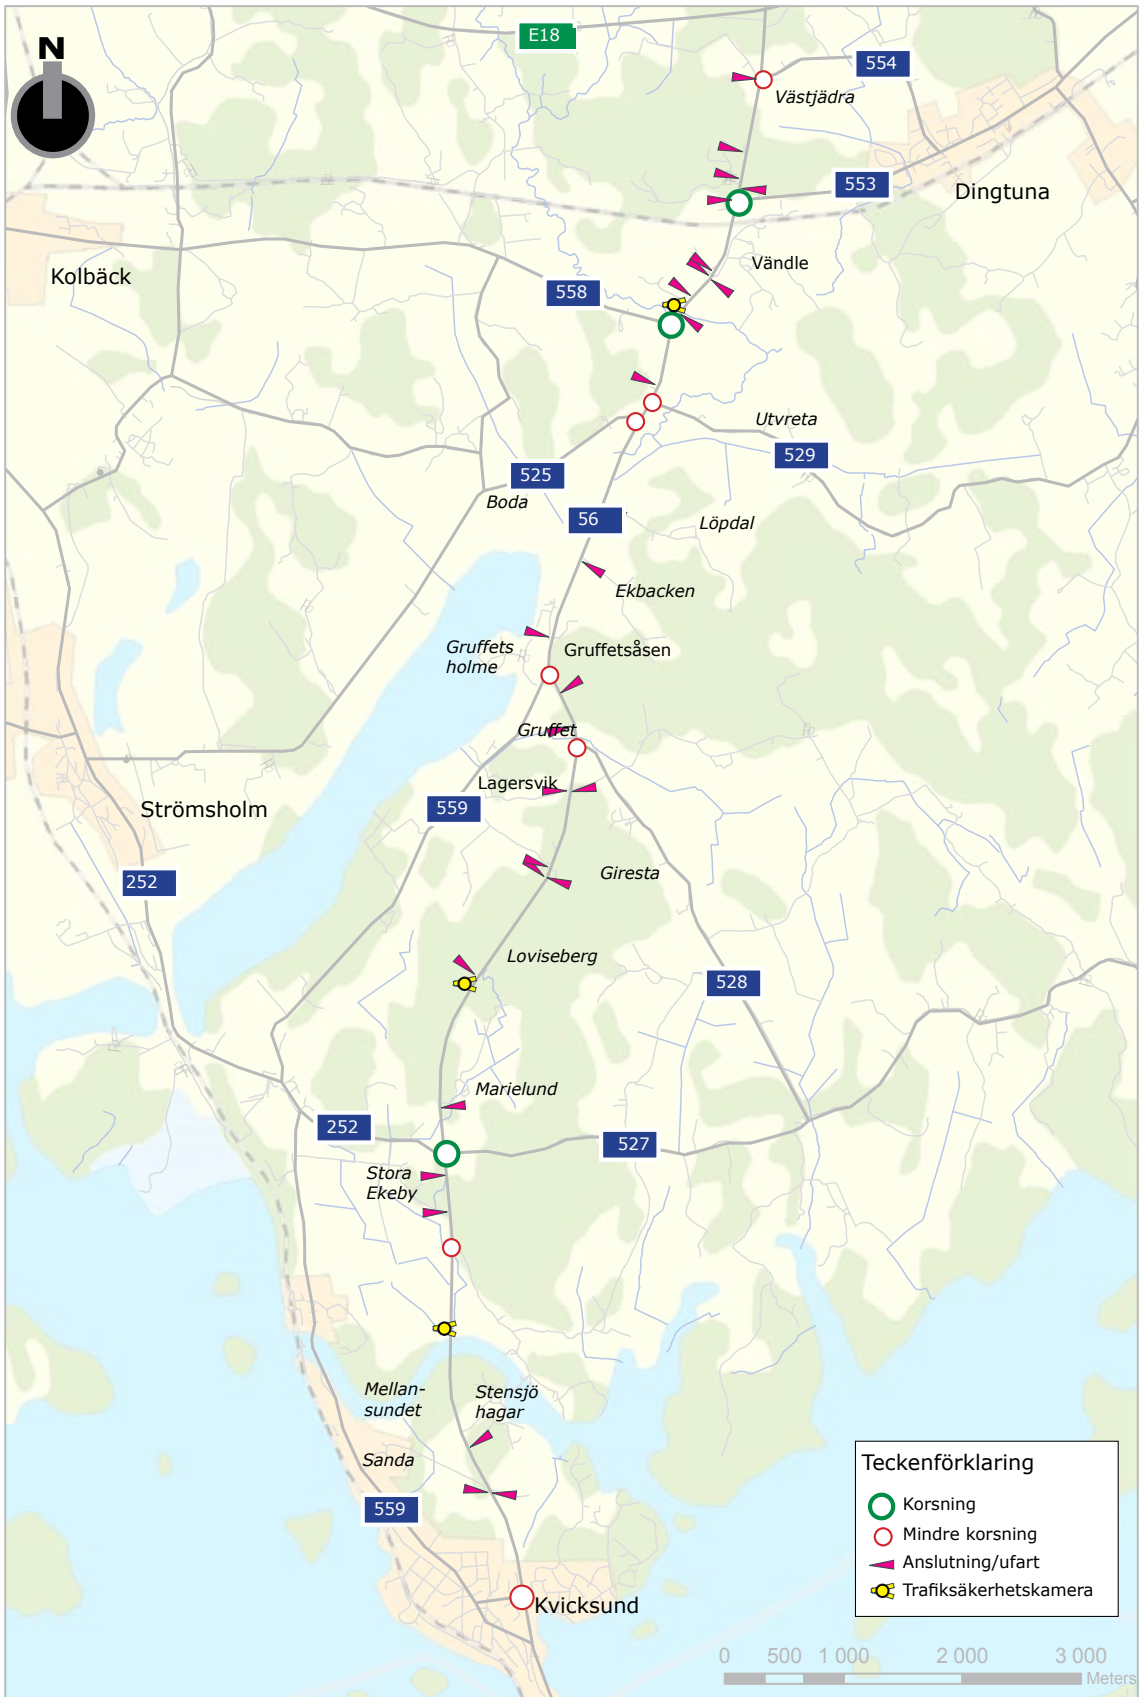 E18
N
554
Västjädra
553
Dingtuna
Kolbäck
Vändle
558
Utvreta
529
525
Boda
56
Löpdal
Ekbacken
Gruffets
holme
Gruffetsåsen
Gruffet
Lagersvik
559
Strömsholm
252
Giresta
Loviseberg
528
Marielund
252
527
Stora
Ekeby
Mellan-
sundet
Stensjö
hagar
Sanda
559
Kvicksund
Teckenförklaring
Korsning
Mindre korsning
Anslutning/ufart
Trafiksäkerhetskamera
0 500 1 000 2 000 3 000
Meters